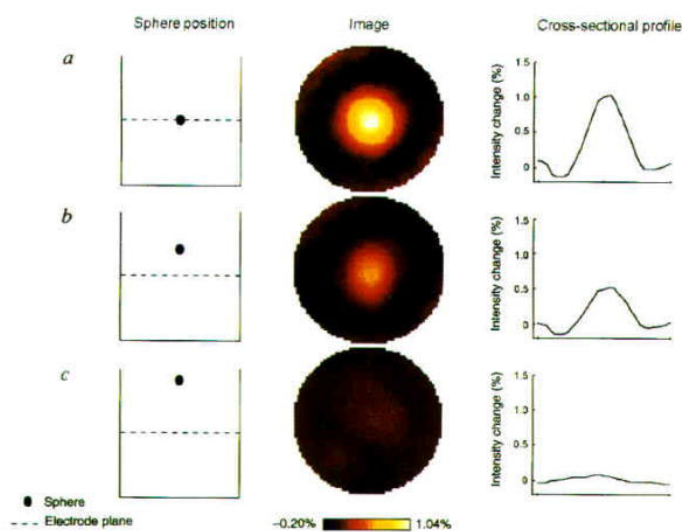 Sphere position Image Cross-sectional profile
a
Intensity change (%)
1.5
1.0
0.5
0
b
Intensity change (%)
1.5
1.0
0.5
0
c
Intensity change (%)
1.5
1.0
0.5
0
Sphere
Electrode plane
–0.20% 1.04%